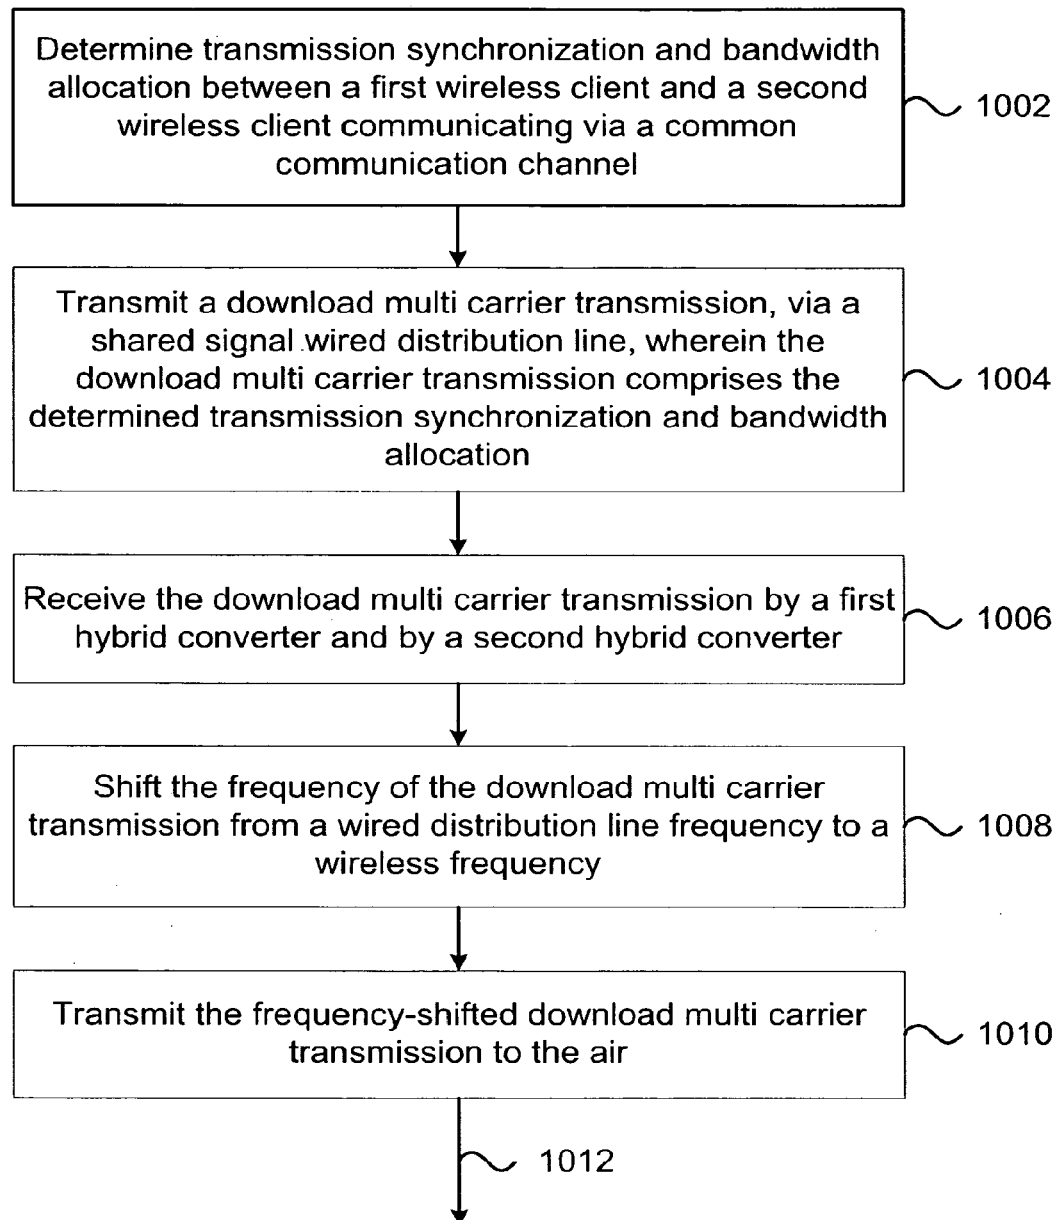 Determine transmission synchronization and bandwidth
allocation between a first wireless client and a second
wireless client communicating via a common
communication channel
1002
Transmit a download multi carrier transmission, via a
shared signal wired distribution line, wherein the
download multi carrier transmission comprises the
determined transmission synchronization and bandwidth
allocation
1004
Receive the download multi carrier transmission by a first
hybrid converter and by a second hybrid converter
1006
Shift the frequency of the download multi carrier
transmission from a wired distribution line frequency to a
wireless frequency
1008
Transmit the frequency-shifted download multi carrier
transmission to the air
1010
1012